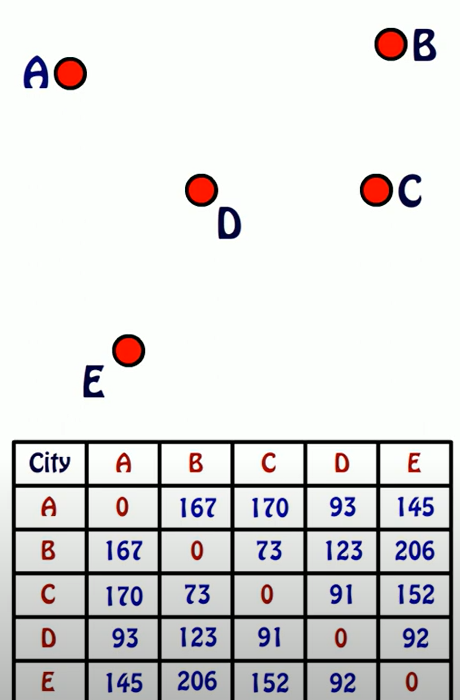 B
A
C
D
E
City A B C D E
A 0 167 170 93 145
B 167 0 73 123 206
C 170 73 0 91 152
D 93 123 91 0 92
E 145 206 152 92 0